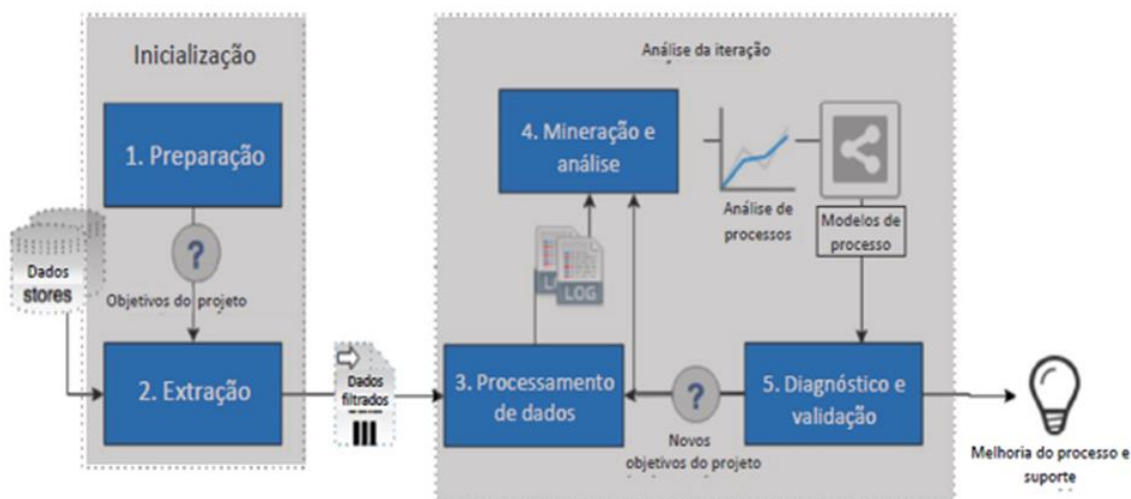 Inicialização
1. Preparação
Dados
stores
?
Objetivos do projeto
2. Extração
Dados
filtrados
Análise da iteração
4. Mineração e
análise
Análise de
processos
Modelos de
processo
LOG
LOG
3. Processamento
de dados
?
Novos
objetivos do projeto
5. Diagnóstico e
validação
Melhoria do processo e
suporte